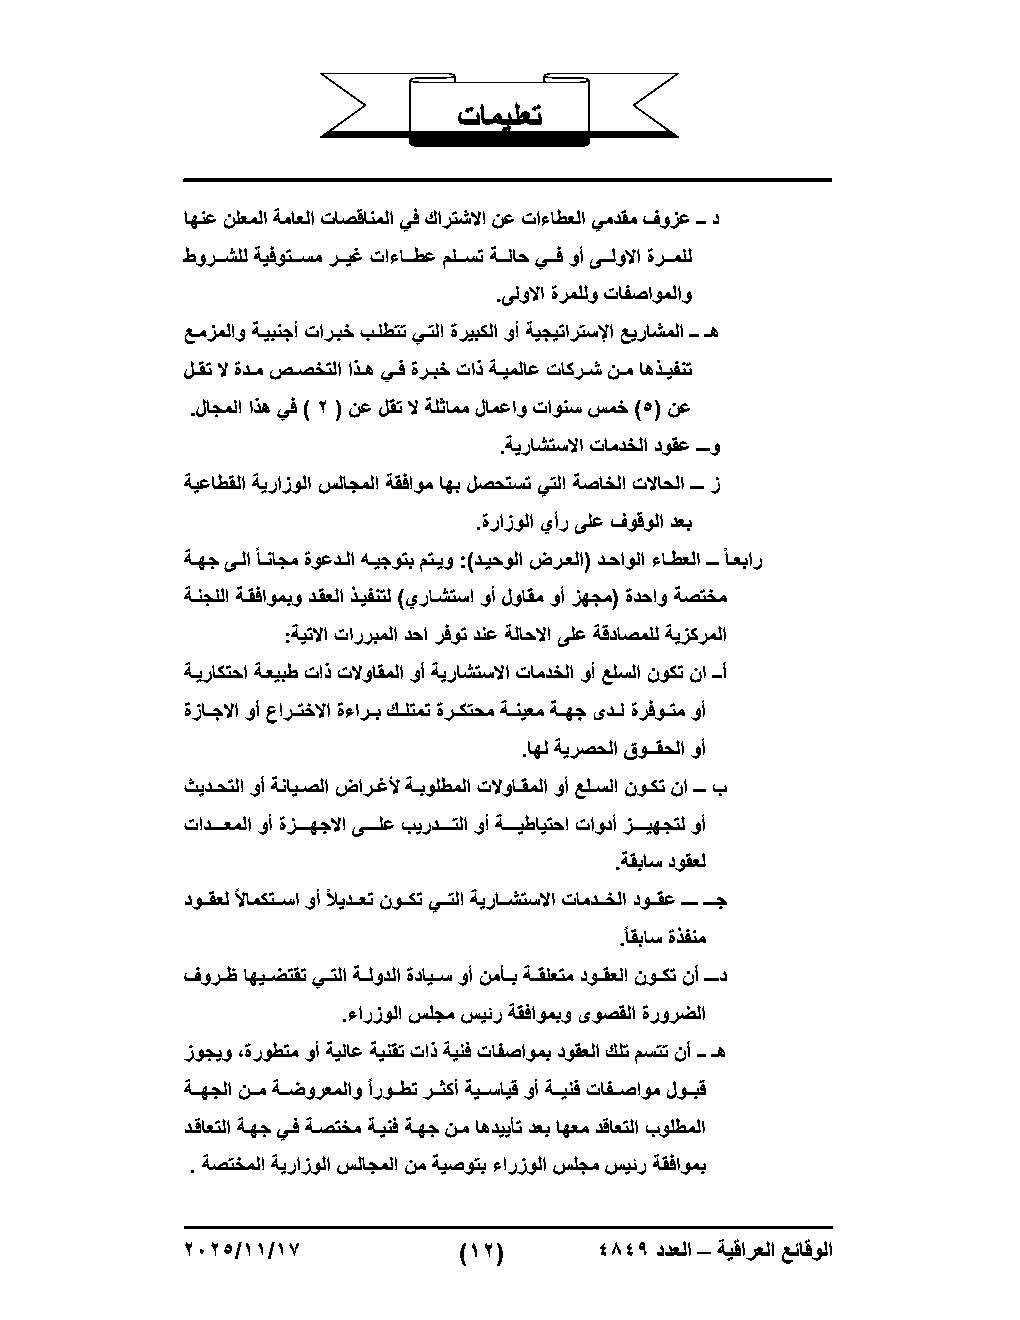 تعليمات
د ــ عزوف مقدمي العطاءات عن الاشتراك في المناقصات العامة المعلن عنها
للمرة الاولى أو في حالة تسلم عطاءات غير مستوفية للشروط
والمواصفات وللمرة الاولى.
هـ ــ المشاريع الإستراتيجية أو الكبيرة التي تتطلب خبرات أجنبية والمزمع
تنفيذها من شركات عالمية ذات خبرة في هذا التخصص مدة لا تقل
عن (٥) خمس سنوات واعمال مماثلة لا تقل عن ( ٢ ) في هذا المجال.
وـــ عقود الخدمات الاستشارية.
ز ـــ الحالات الخاصة التي تستحصل بها موافقة المجالس الوزارية القطاعية
بعد الوقوف على رأي الوزارة.
رابعاً ــ العطاء الواحد (العرض الوحيد): ويتم بتوجيه الدعوة مجاناً الى جهة
مختصة واحدة (مجهز أو مقاول أو استشاري) لتنفيذ العقد وبموافقة اللجنة
المركزية للمصادقة على الاحالة عند توفر احد المبررات الاتية:
أــ ان تكون السلع أو الخدمات الاستشارية أو المقاولات ذات طبيعة احتكارية
أو متوفرة لدى جهة معينة محتكرة تمتلك براءة الاختراع أو الاجازة
أو الحقوق الحصرية لها.
ب ـــ ان تكون السلع أو المقاولات المطلوبة لأغراض الصيانة أو التحديث
أو لتجهيز أدوات احتياطية أو التدريب على الاجهزة أو المعدات
لعقود سابقة.
جـ ـــ عقود الخدمات الاستشارية التي تكون تعديلاً أو استكمالاً لعقود
منفذة سابقاً.
دـــ أن تكون العقود متعلقة بأمن أو سيادة الدولة التي تقتضيها ظروف
الضرورة القصوى وبموافقة رئيس مجلس الوزراء.
هـ ــ أن تتسم تلك العقود بمواصفات فنية ذات تقنية عالية أو متطورة، ويجوز
قبول مواصفات فنية أو قياسية أكثر تطوراً والمعروضة من الجهة
المطلوب التعاقد معها بعد تأييدها من جهة فنية مختصة في جهة التعاقد
بموافقة رئيس مجلس الوزراء بتوصية من المجالس الوزارية المختصة .
الوقائع العراقية ــ العدد ٤٨٤٩ (١٢) ٢٠٢٥/١١/١٧